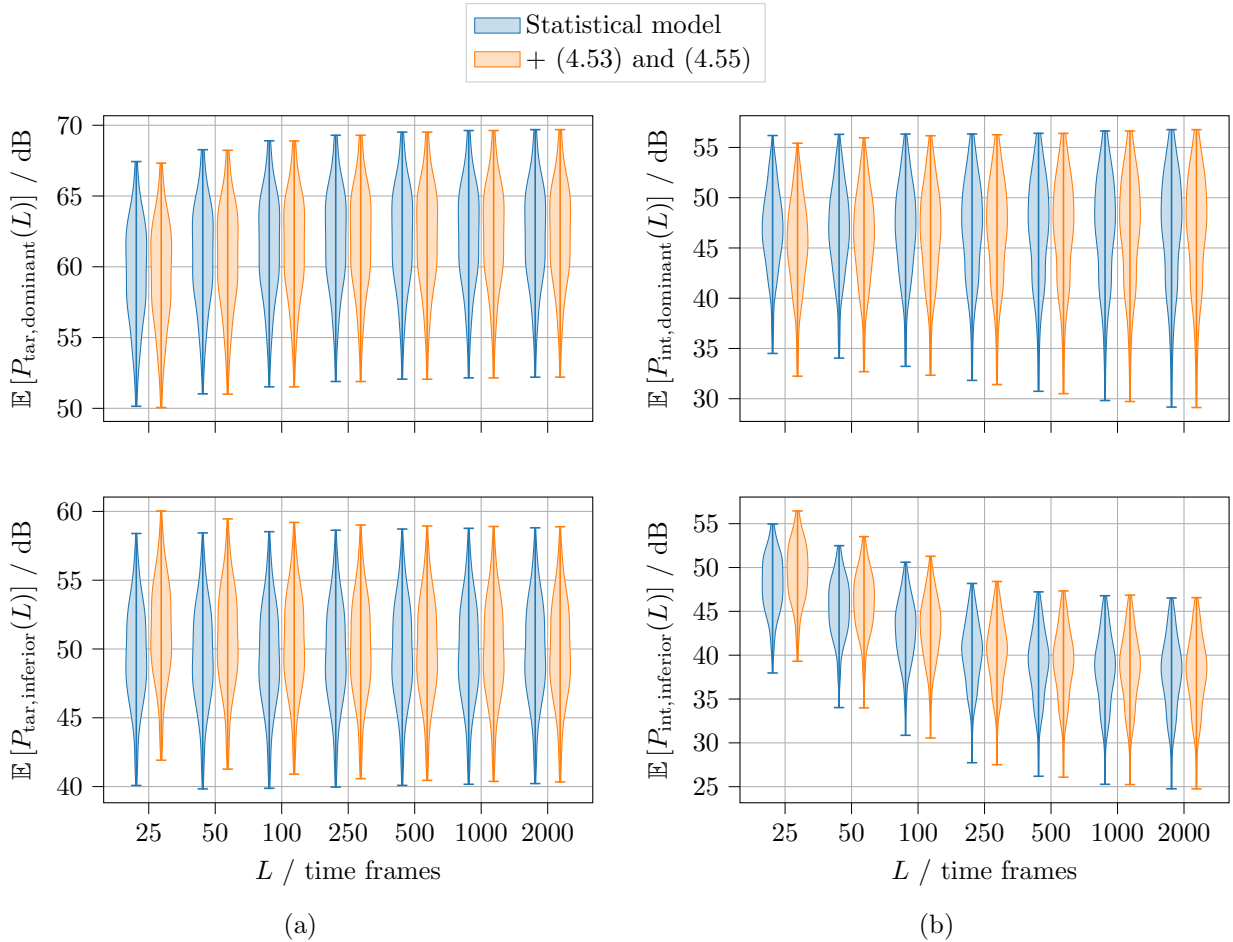 Statistical model
+ (4.53) and (4.55)
𝔼 [P_tar,dominant(L)] / dB
70
65
60
55
50
𝔼 [P_int,dominant(L)] / dB
55
50
45
40
35
30
𝔼 [P_tar,inferior(L)] / dB
60
55
50
45
40
25 50 100 250 500 1000 2000
L / time frames
(a)
𝔼 [P_int,inferior(L)] / dB
55
50
45
40
35
30
25
25 50 100 250 500 1000 2000
L / time frames
(b)